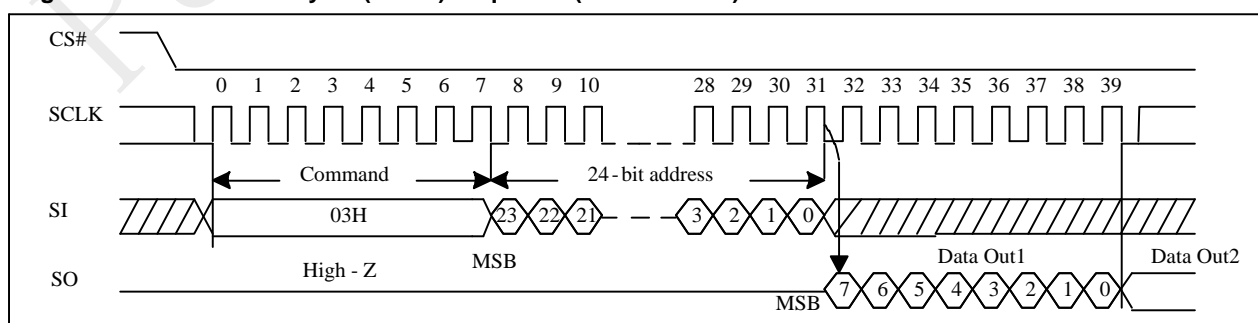 CS#
0 1 2 3 4 5 6 7 8 9 10 28 29 30 31 32 33 34 35 36 37 38 39
SCLK
Command 24-bit address
SI 03H 23 22 21 3 2 1 0
High - Z MSB Data Out1 Data Out2
SO MSB 7 6 5 4 3 2 1 0